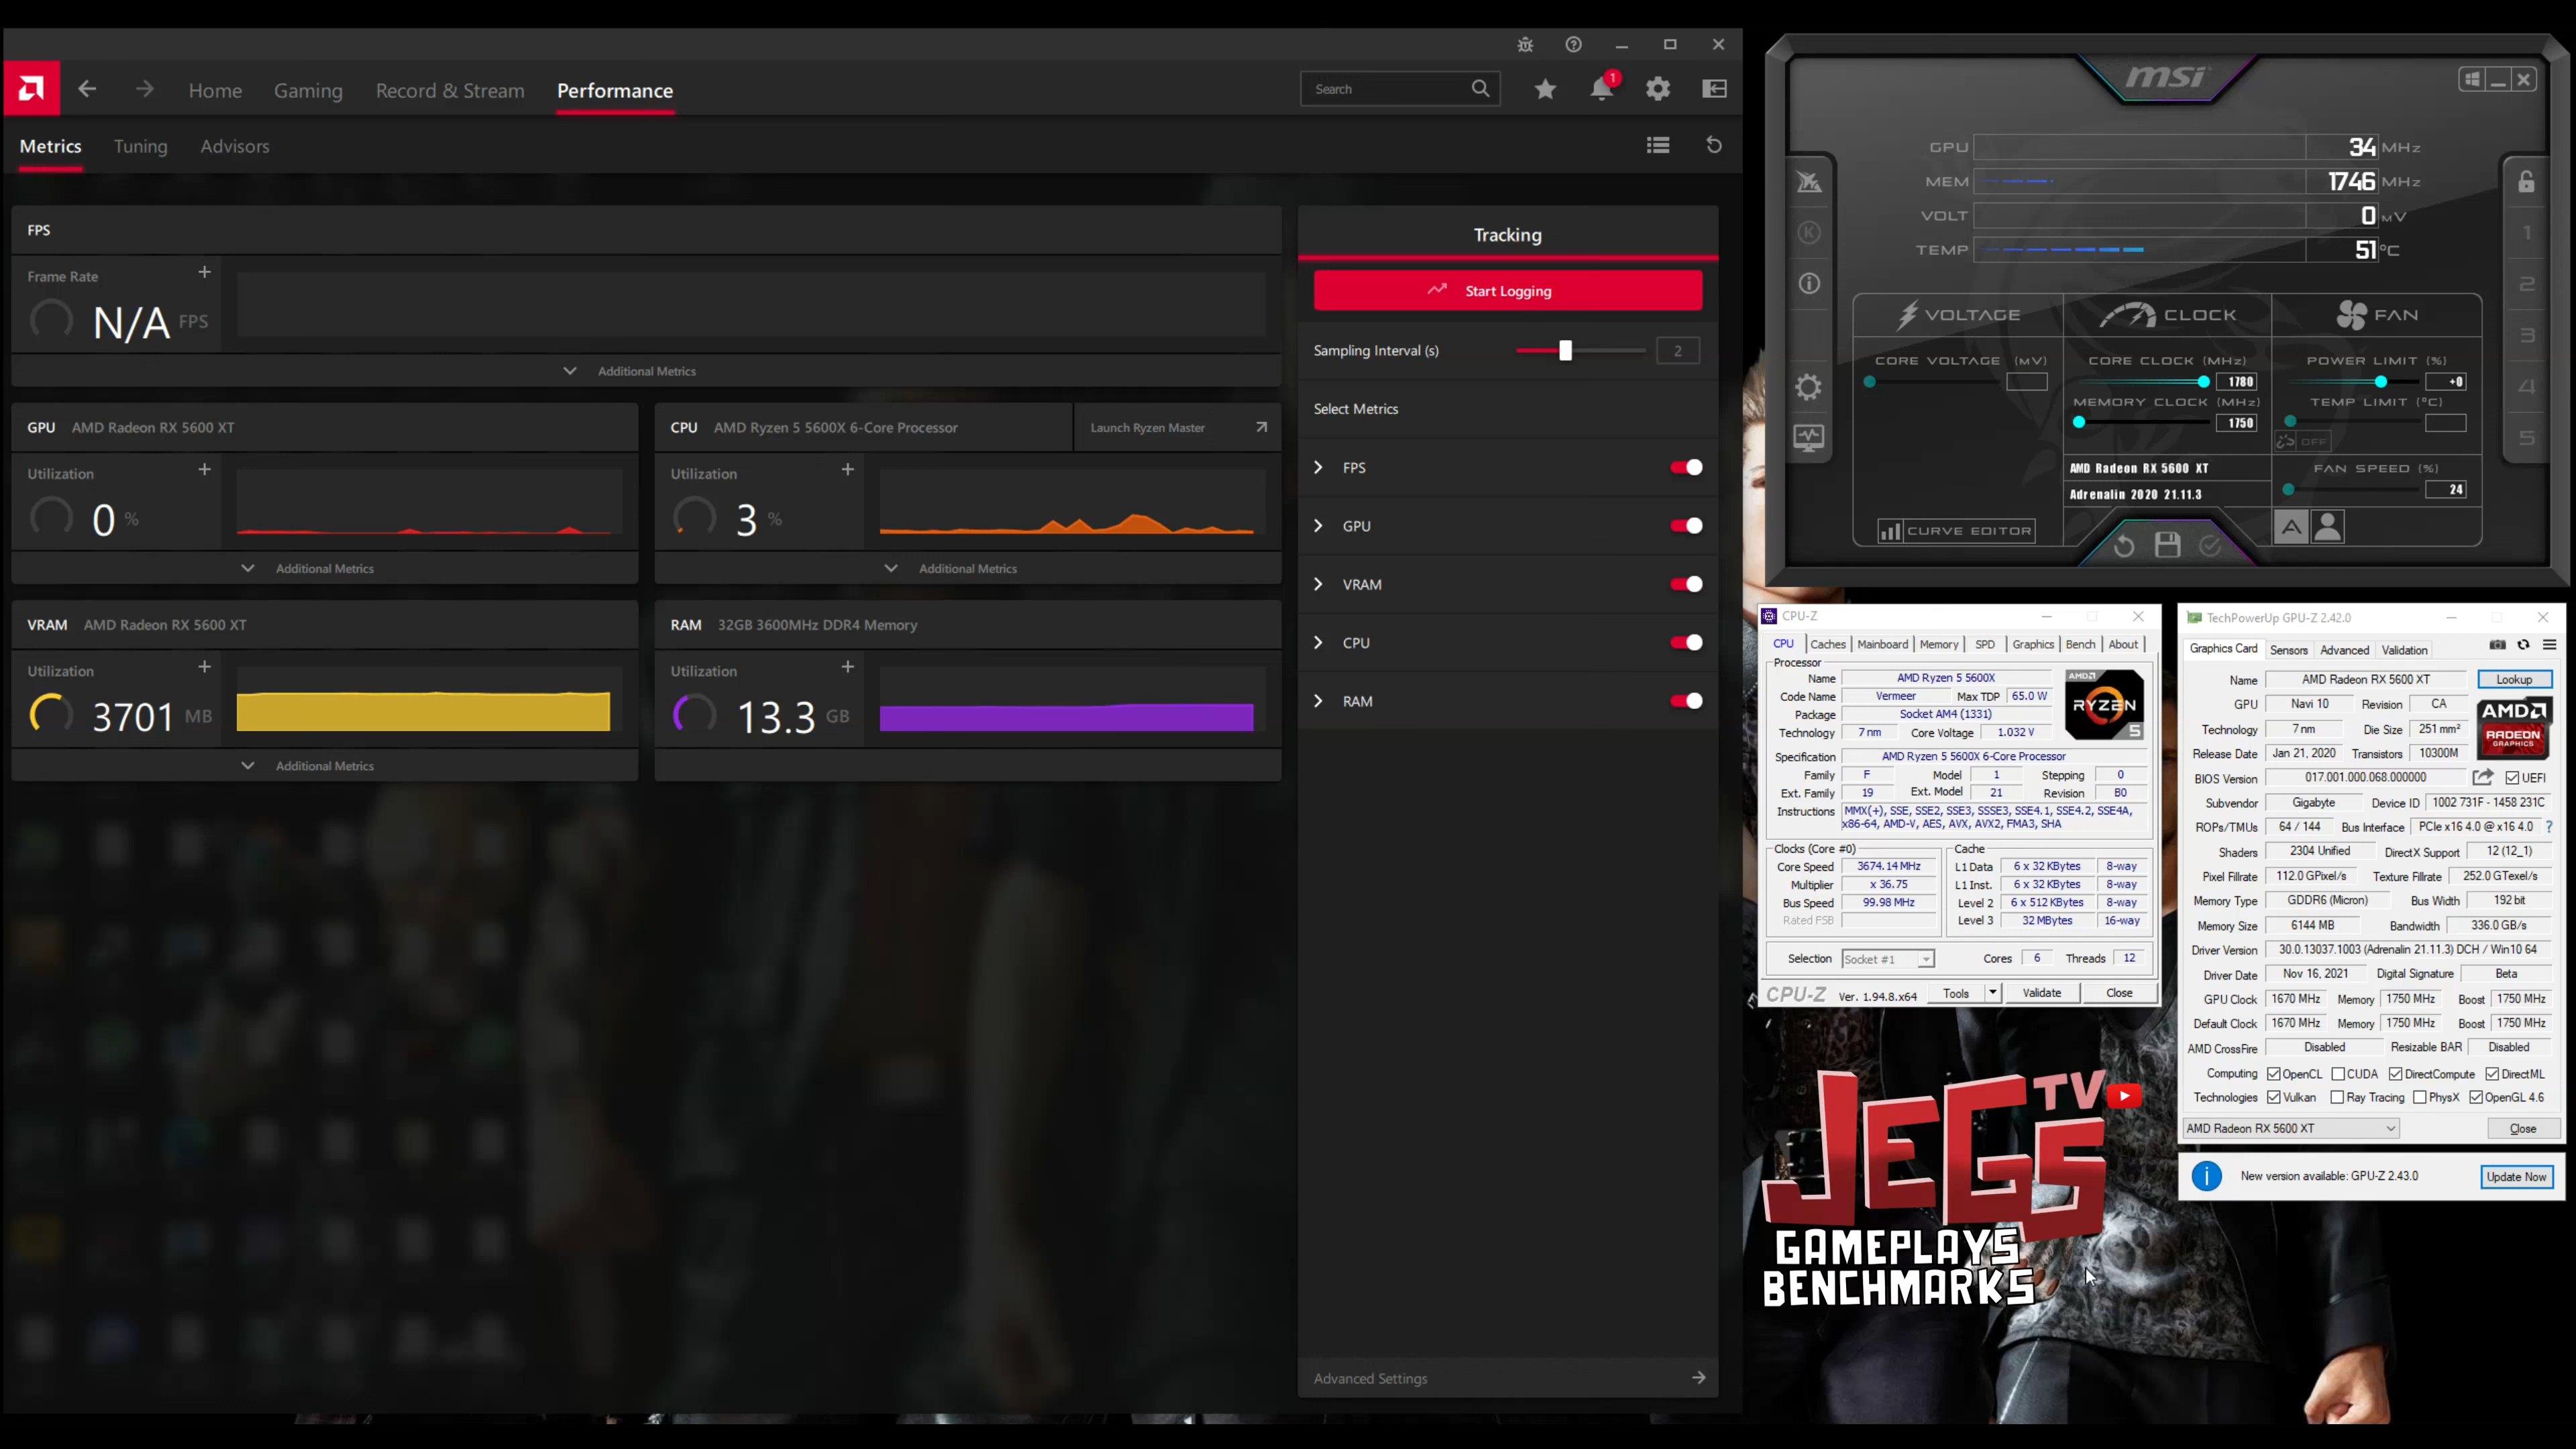 Home Gaming Record & Stream Performance
Search
1
Metrics Tuning Advisors
FPS
Frame Rate
N/A FPS
Additional Metrics
GPU AMD Radeon RX 5600 XT
Utilization
0 %
Additional Metrics
CPU AMD Ryzen 5 5600X 6-Core Processor
Launch Ryzen Master
Utilization
3 %
Additional Metrics
VRAM AMD Radeon RX 5600 XT
Utilization
3701 MB
Additional Metrics
RAM 32GB 3600MHz DDR4 Memory
Utilization
13.3 GB
Tracking
Start Logging
Sampling Interval (s) 2
Select Metrics
FPS
GPU
VRAM
CPU
RAM
Advanced Settings
msi
GPU 34 MHz
MEM 1746 MHz
VOLT 0 MV
TEMP 51 °C
K
1
2
3
4
5
VOLTAGE
CORE VOLTAGE (MV)
CURVE EDITOR
CLOCK
CORE CLOCK (MHz)
1780
MEMORY CLOCK (MHz)
1750
AMD Radeon RX 5600 XT
Adrenalin 2020 21.11.3
FAN
POWER LIMIT (%)
+0
TEMP LIMIT (°C)
OFF
FAN SPEED (%)
24
A
CPU-Z
CPU Caches Mainboard Memory SPD Graphics Bench About
Processor
Name AMD Ryzen 5 5600X
Code Name Vermeer Max TDP 65.0 W
Package Socket AM4 (1331)
Technology 7 nm Core Voltage 1.032 V
AMD
RYZEN
5
Specification AMD Ryzen 5 5600X 6-Core Processor
Family F Model 1 Stepping 0
Ext. Family 19 Ext. Model 21 Revision B0
Instructions MMX(+), SSE, SSE2, SSE3, SSSE3, SSE4.1, SSE4.2, SSE4A,
x86-64, AMD-V, AES, AVX, AVX2, FMA3, SHA
Clocks (Core #0)
Core Speed 3674.14 MHz
Multiplier x 36.75
Bus Speed 99.98 MHz
Rated FSB
Cache
L1 Data 6 x 32 KBytes 8-way
L1 Inst. 6 x 32 KBytes 8-way
Level 2 6 x 512 KBytes 8-way
Level 3 32 MBytes 16-way
Selection Socket #1 Cores 6 Threads 12
CPU-Z Ver. 1.94.8.x64 Tools Validate Close
TechPowerUp GPU-Z 2.42.0
Graphics Card Sensors Advanced Validation
Name AMD Radeon RX 5600 XT Lookup
GPU Navi 10 Revision CA
Technology 7 nm Die Size 251 mm²
Release Date Jan 21, 2020 Transistors 10300M
AMD
RADEON
GRAPHICS
BIOS Version 017.001.000.068.000000 UEFI
Subvendor Gigabyte Device ID 1002 731F - 1458 231C
ROPs/TMUs 64 / 144 Bus Interface PCIe x16 4.0 @ x16 4.0 ?
Shaders 2304 Unified DirectX Support 12 (12_1)
Pixel Fillrate 112.0 GPixel/s Texture Fillrate 252.0 GTexel/s
Memory Type GDDR6 (Micron) Bus Width 192 bit
Memory Size 6144 MB Bandwidth 336.0 GB/s
Driver Version 30.0.13037.1003 (Adrenalin 21.11.3) DCH / Win10 64
Driver Date Nov 16, 2021 Digital Signature Beta
GPU Clock 1670 MHz Memory 1750 MHz Boost 1750 MHz
Default Clock 1670 MHz Memory 1750 MHz Boost 1750 MHz
AMD CrossFire Disabled Resizable BAR Disabled
Computing OpenCL CUDA DirectCompute DirectML
Technologies Vulkan Ray Tracing PhysX OpenGL 4.6
AMD Radeon RX 5600 XT Close
New version available: GPU-Z 2.43.0 Update Now
JEGS TV
GAMEPLAYS
BENCHMARKS